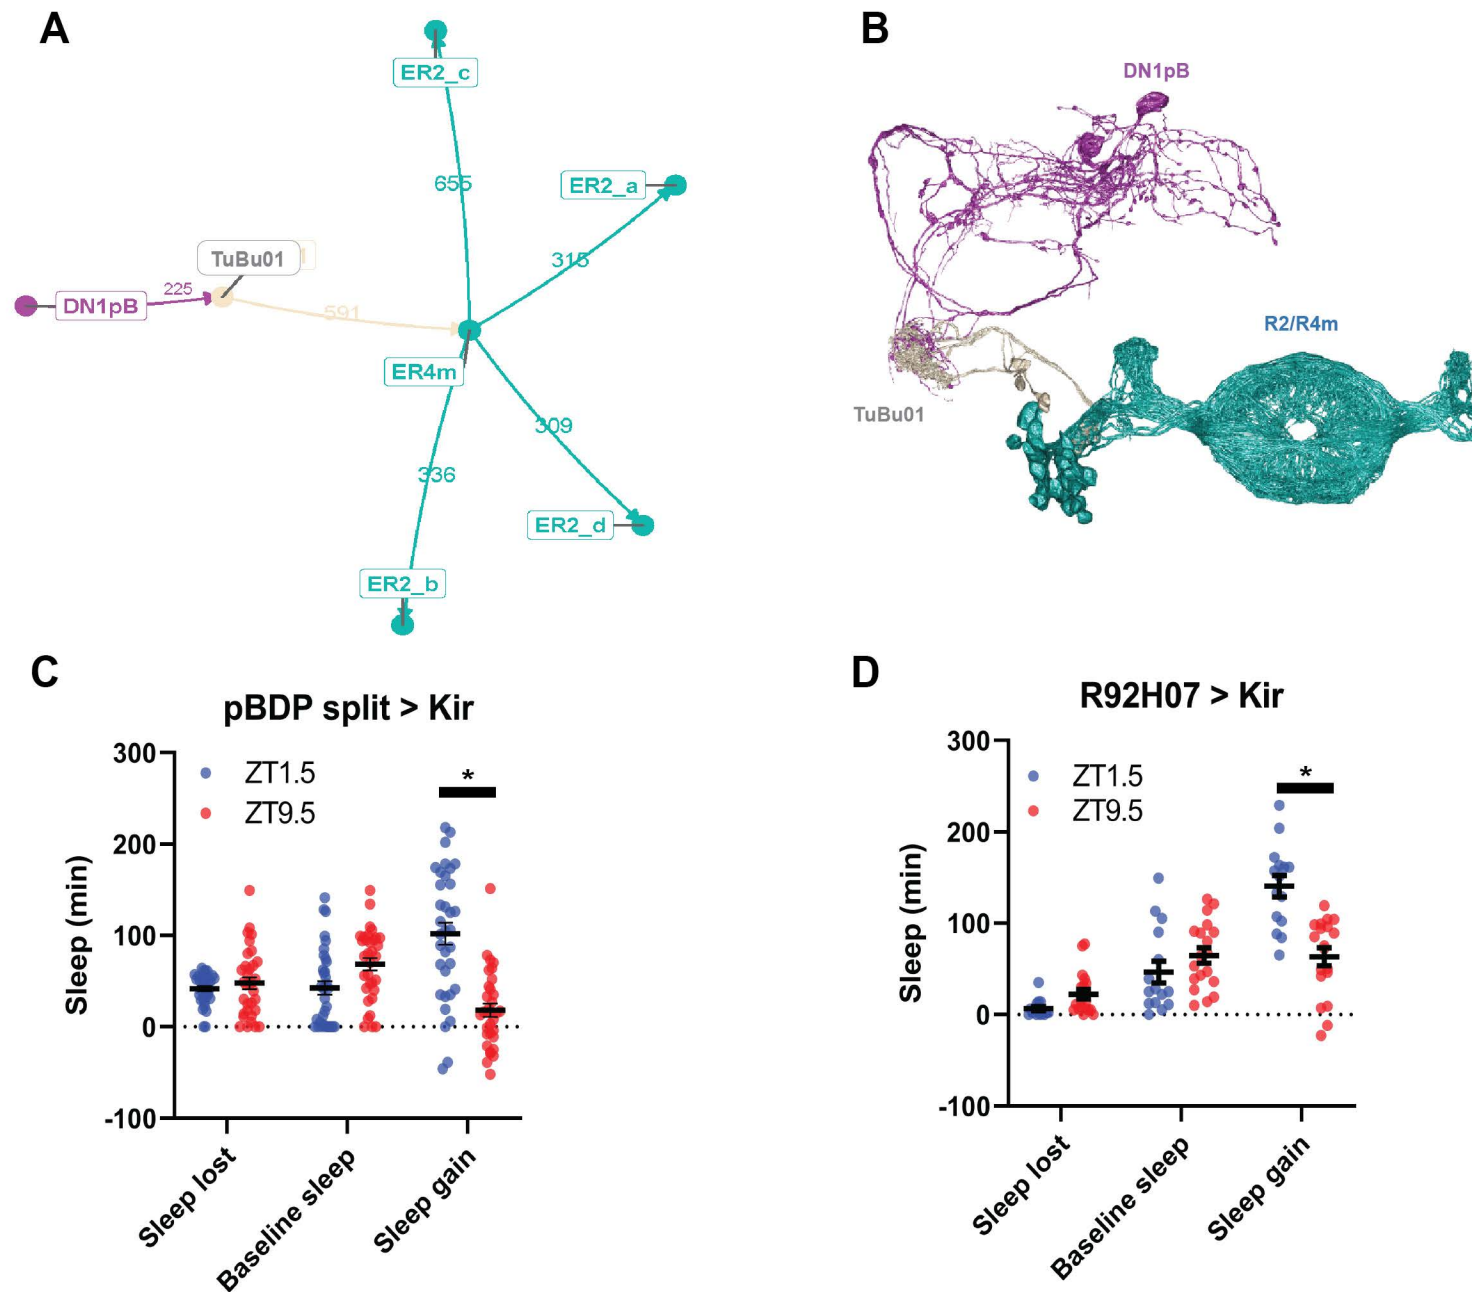 A
ER2_c
655
ER2_a
315
TuBu01
DN1pB
225
591
ER4m
309
336
ER2_d
ER2_b
B
DN1pB
R2/R4m
TuBu01
C
pBDP split > Kir
300
200
100
0
-100
Sleep (min)
ZT1.5
ZT9.5
*
Sleep lost
Baseline sleep
Sleep gain
D
R92H07 > Kir
300
200
100
0
-100
Sleep (min)
ZT1.5
ZT9.5
*
Sleep lost
Baseline sleep
Sleep gain